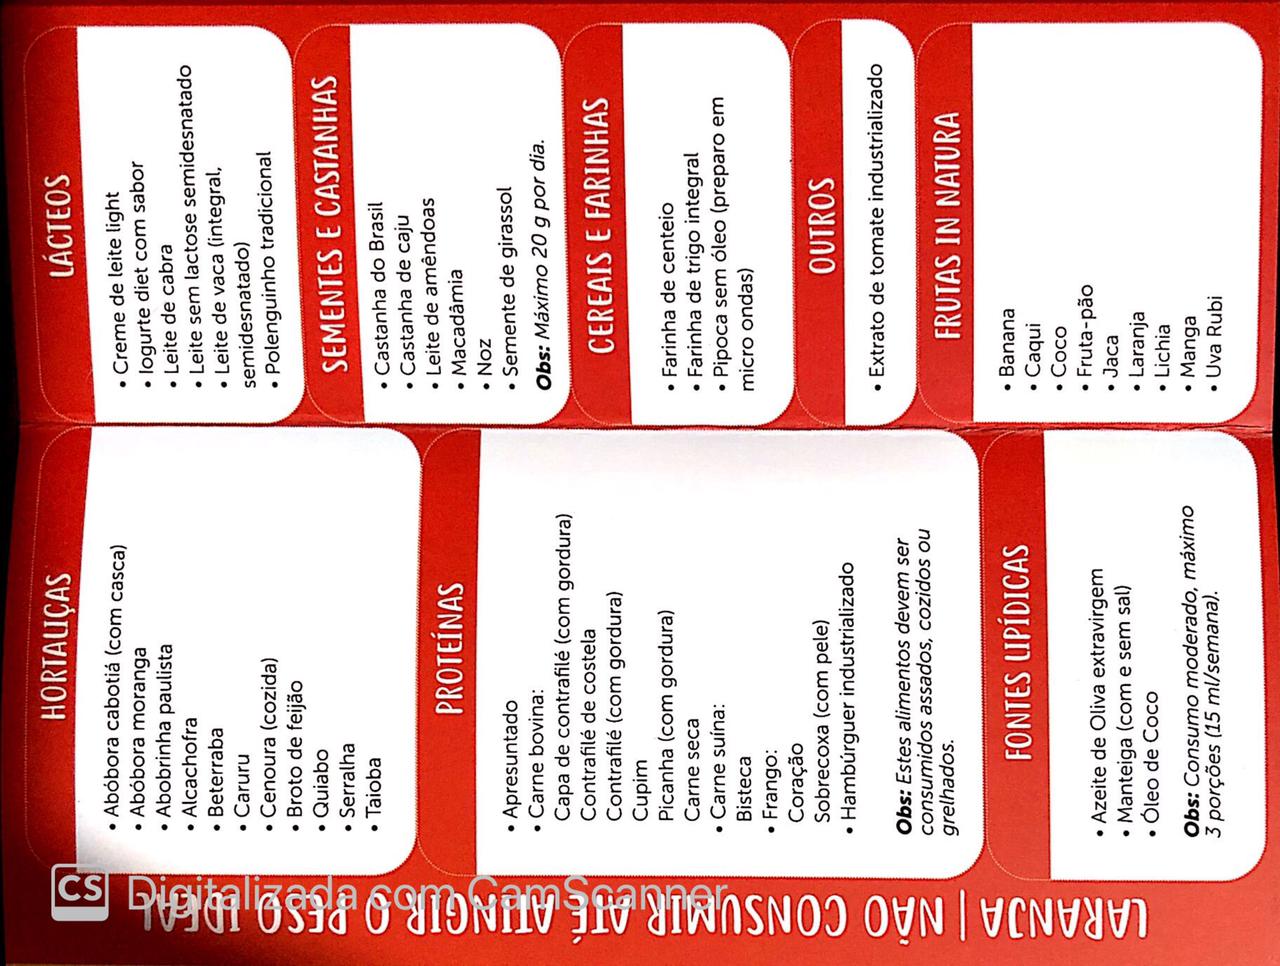 LARANJA | NÃO CONSUMIR ATÉ ATINGIR O PESO IDEAL
HORTALIÇAS
• Abóbora cabotiá (com casca)
• Abóbora moranga
• Abobrinha paulista
• Alcachofra
• Beterraba
• Caruru
• Cenoura (cozida)
• Broto de feijão
• Quiabo
• Serralha
• Taioba
PROTEÍNAS
• Apresuntado
• Carne bovina:
Capa de contrafilé (com gordura)
Contrafilé de costela
Contrafilé (com gordura)
Cupim
Picanha (com gordura)
Carne seca
• Carne suína:
Bisteca
• Frango:
Coração
Sobrecoxa (com pele)
• Hambúrguer industrializado
Obs: Estes alimentos devem ser
consumidos assados, cozidos ou
grelhados.
FONTES LIPÍDICAS
• Azeite de Oliva extravirgem
• Manteiga (com e sem sal)
• Óleo de Coco
Obs: Consumo moderado, máximo
3 porções (15 ml/semana).
LÁCTEOS
• Creme de leite light
• Iogurte diet com sabor
• Leite de cabra
• Leite sem lactose semidesnatado
• Leite de vaca (integral,
semidesnatado)
• Polenguinho tradicional
SEMENTES E CASTANHAS
• Castanha do Brasil
• Castanha de caju
• Leite de amêndoas
• Macadâmia
• Noz
• Semente de girassol
Obs: Máximo 20 g por dia.
CEREAIS E FARINHAS
• Farinha de centeio
• Farinha de trigo integral
• Pipoca sem óleo (preparo em
micro ondas)
OUTROS
• Extrato de tomate industrializado
FRUTAS IN NATURA
• Banana
• Caqui
• Coco
• Fruta-pão
• Jaca
• Laranja
• Lichia
• Manga
• Uva Rubi
CS Digitalizada com CamScanner